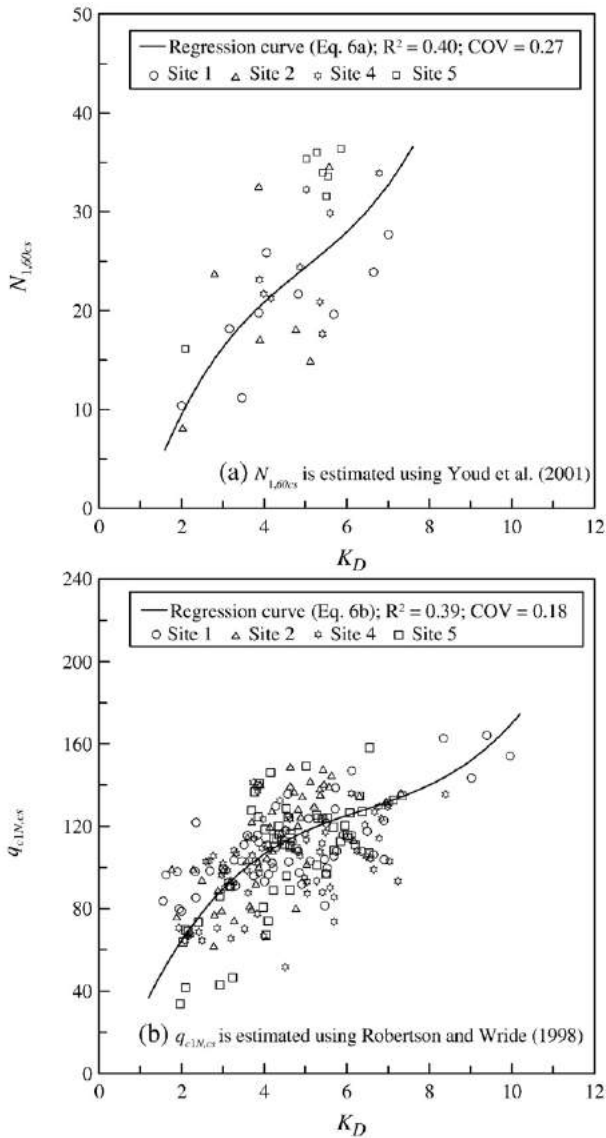 50
Regression curve (Eq. 6a); R² = 0.40; COV = 0.27
Site 1 Site 2 Site 4 Site 5
40
30
N1,60cs
20
10
(a) N1,60cs is estimated using Youd et al. (2001)
0
0 2 4 6 8 10 12
KD
240
Regression curve (Eq. 6b); R² = 0.39; COV = 0.18
Site 1 Site 2 Site 4 Site 5
200
160
qc1N,cs
120
80
40
(b) qc1N,cs is estimated using Robertson and Wride (1998)
0
0 2 4 6 8 10 12
KD